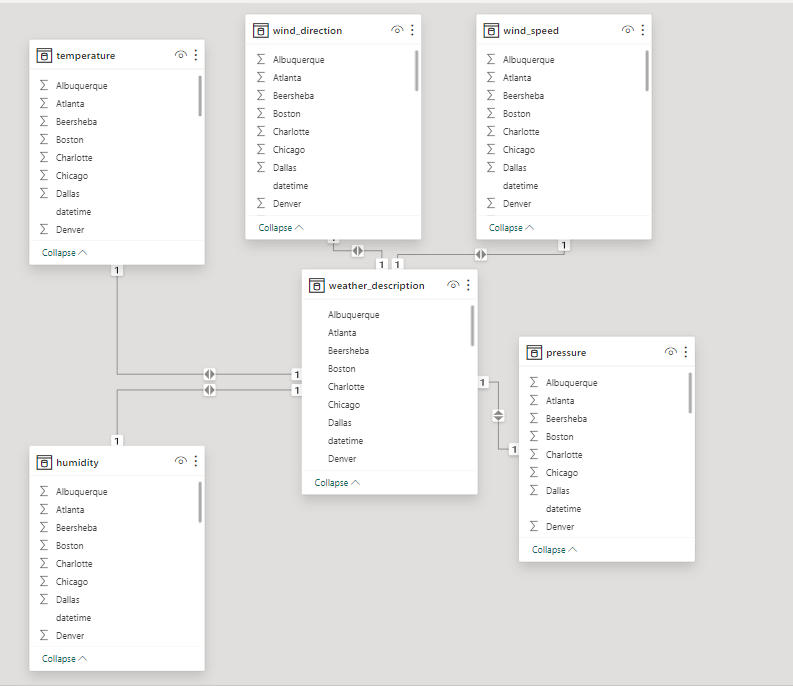 temperature
Albuquerque
Atlanta
Beersheba
Boston
Charlotte
Chicago
Dallas
datetime
Denver
Collapse
1
wind_direction
Albuquerque
Atlanta
Beersheba
Boston
Charlotte
Chicago
Dallas
datetime
Denver
Collapse
1
wind_speed
Albuquerque
Atlanta
Beersheba
Boston
Charlotte
Chicago
Dallas
datetime
Denver
Collapse
1
1
1
weather_description
Albuquerque
Atlanta
Beersheba
Boston
Charlotte
Chicago
Dallas
datetime
Denver
Collapse
1
1
1
1
pressure
Albuquerque
Atlanta
Beersheba
Boston
Charlotte
Chicago
Dallas
datetime
Denver
Collapse
1
humidity
Albuquerque
Atlanta
Beersheba
Boston
Charlotte
Chicago
Dallas
datetime
Denver
Collapse